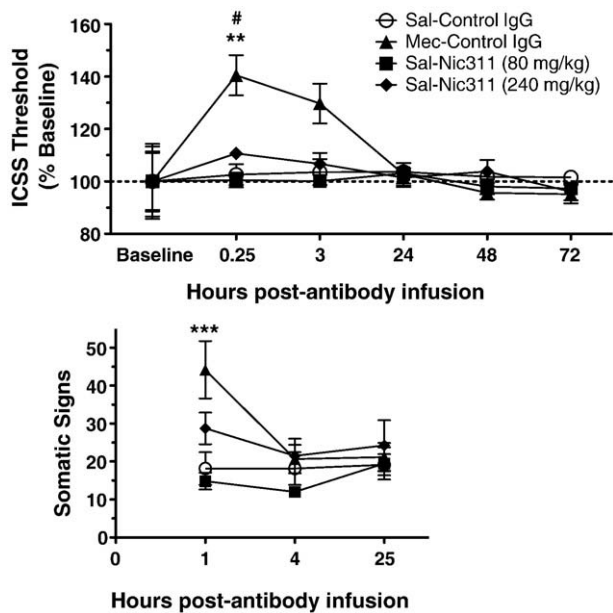 Sal-Control IgG
Mec-Control IgG
Sal-Nic311 (80 mg/kg)
Sal-Nic311 (240 mg/kg)
#
**
ICSS Threshold
(% Baseline)
160
140
120
100
80
Baseline 0.25 3 24 48 72
Hours post-antibody infusion
***
Somatic Signs
50
40
30
20
10
0
0 1 4 25
Hours post-antibody infusion